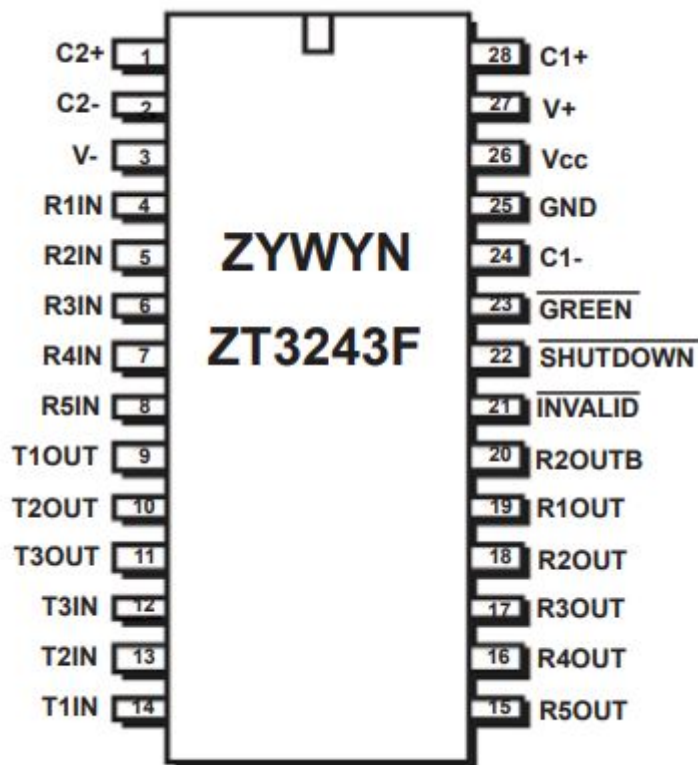 C2+ 1 28 C1+
C2- 2 27 V+
V- 3 26 Vcc
R1IN 4 25 GND
R2IN 5 24 C1-
ZYWYN
R3IN 6 23 GREEN
ZT3243F
R4IN 7 22 SHUTDOWN
R5IN 8 21 INVALID
T1OUT 9 20 R2OUTB
T2OUT 10 19 R1OUT
T3OUT 11 18 R2OUT
T3IN 12 17 R3OUT
T2IN 13 16 R4OUT
T1IN 14 15 R5OUT